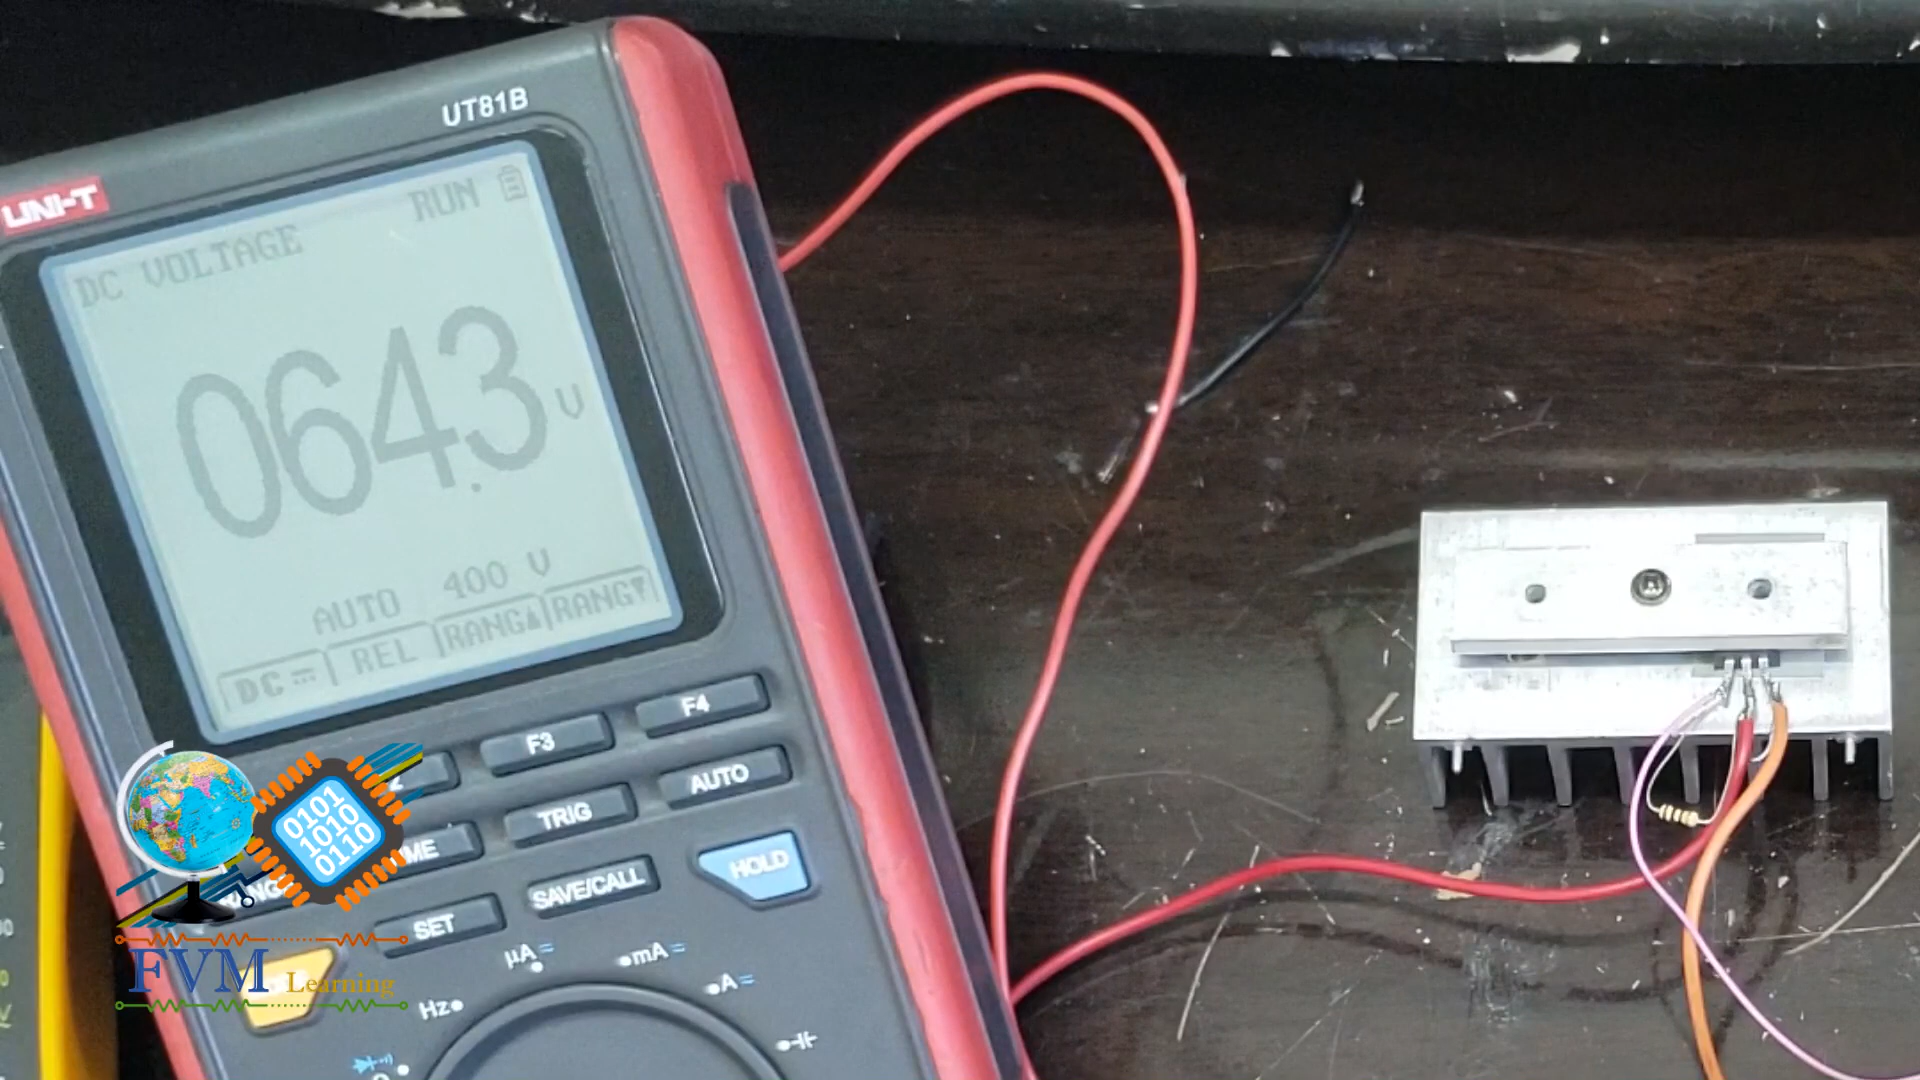 UT81B
UNI-T
RUN
DC VOLTAGE
064.3 V
AUTO 400 V
DC REL RANG▲ RANG▼
F3 F4
TRIG AUTO
SET SAVE/CALL HOLD
μA mA A
Hz
0101
1010
0110
FVM Learning